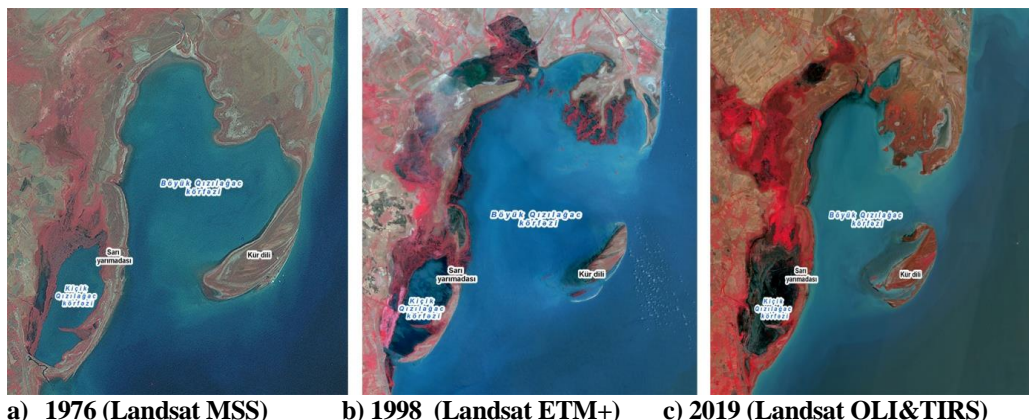 Böyük Qızılağac
körfəzi
Sarı
yarımadası
Kür dili
Kiçik
Qızılağac
körfəzi
Böyük Qızılağac
körfəzi
Kür dili
Sarı
yarımadası
Kiçik
Qızılağac
körfəzi
Böyük Qızılağac
körfəzi
Sarı
yarımadası
Kür dili
Kiçik
Qızılağac
körfəzi
a) 1976 (Landsat MSS) b) 1998 (Landsat ETM+) c) 2019 (Landsat OLI&TIRS)